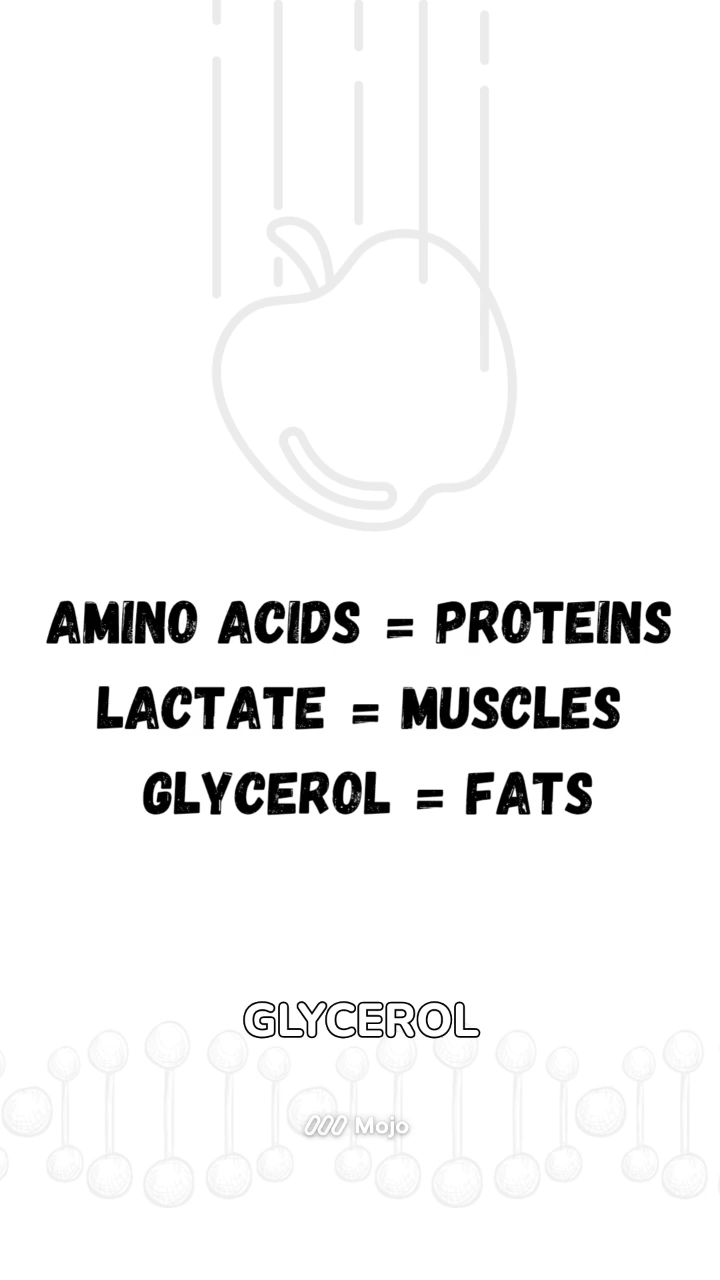 AMINO ACIDS = PROTEINS
LACTATE = MUSCLES
GLYCEROL = FATS
GLYCEROL
Mojo